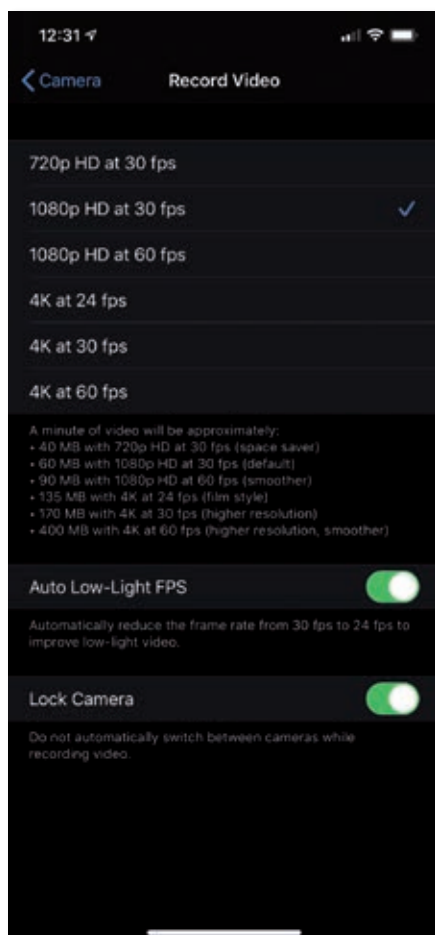 12:31
Camera
Record Video
720p HD at 30 fps
1080p HD at 30 fps
1080p HD at 60 fps
4K at 24 fps
4K at 30 fps
4K at 60 fps
A minute of video will be approximately:
• 40 MB with 720p HD at 30 fps (space saver)
• 60 MB with 1080p HD at 30 fps (default)
• 90 MB with 1080p HD at 60 fps (smoother)
• 135 MB with 4K at 24 fps (film style)
• 170 MB with 4K at 30 fps (higher resolution)
• 400 MB with 4K at 60 fps (higher resolution, smoother)
Auto Low-Light FPS
Automatically reduce the frame rate from 30 fps to 24 fps to
improve low-light video.
Lock Camera
Do not automatically switch between cameras while
recording video.